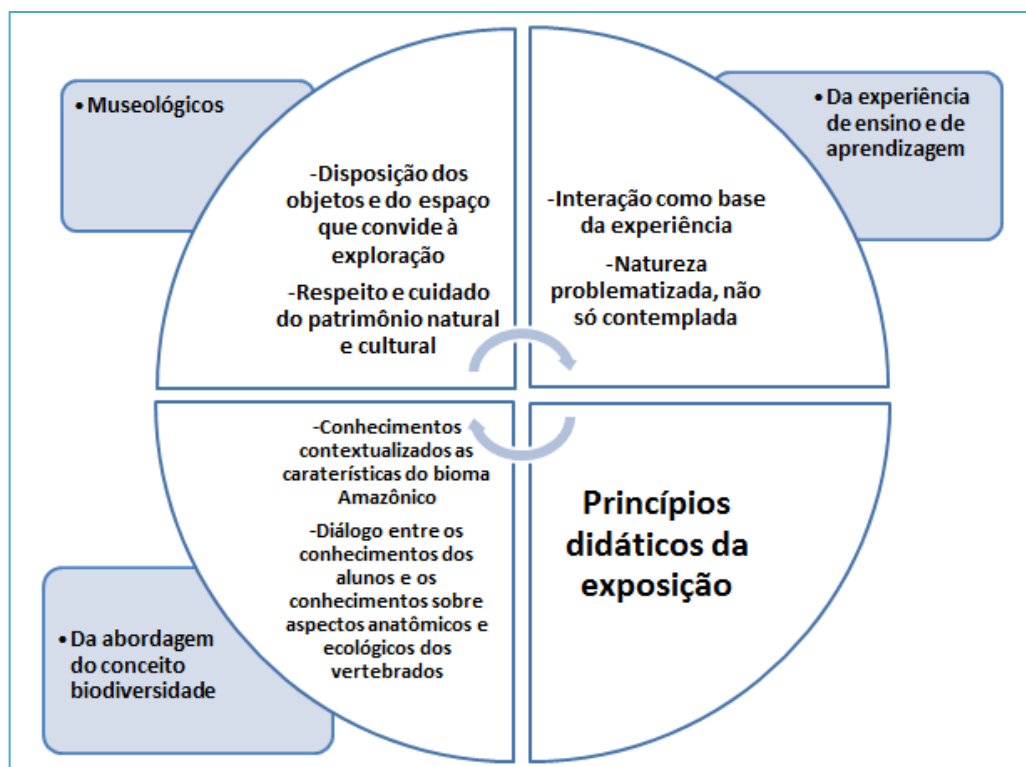 •Museológicos
-Disposição dos
objetos e do espaço
que convide à
exploração
-Respeito e cuidado
do patrimônio natural
e cultural
•Da experiência
de ensino e de
aprendizagem
-Interação como base
da experiência
-Natureza
problematizada, não
só contemplada
•Da abordagem
do conceito
biodiversidade
-Conhecimentos
contextualizados as
caraterísticas do bioma
Amazônico
-Diálogo entre os
conhecimentos dos
alunos e os
conhecimentos sobre
aspectos anatômicos e
ecológicos dos
vertebrados
Princípios
didáticos da
exposição